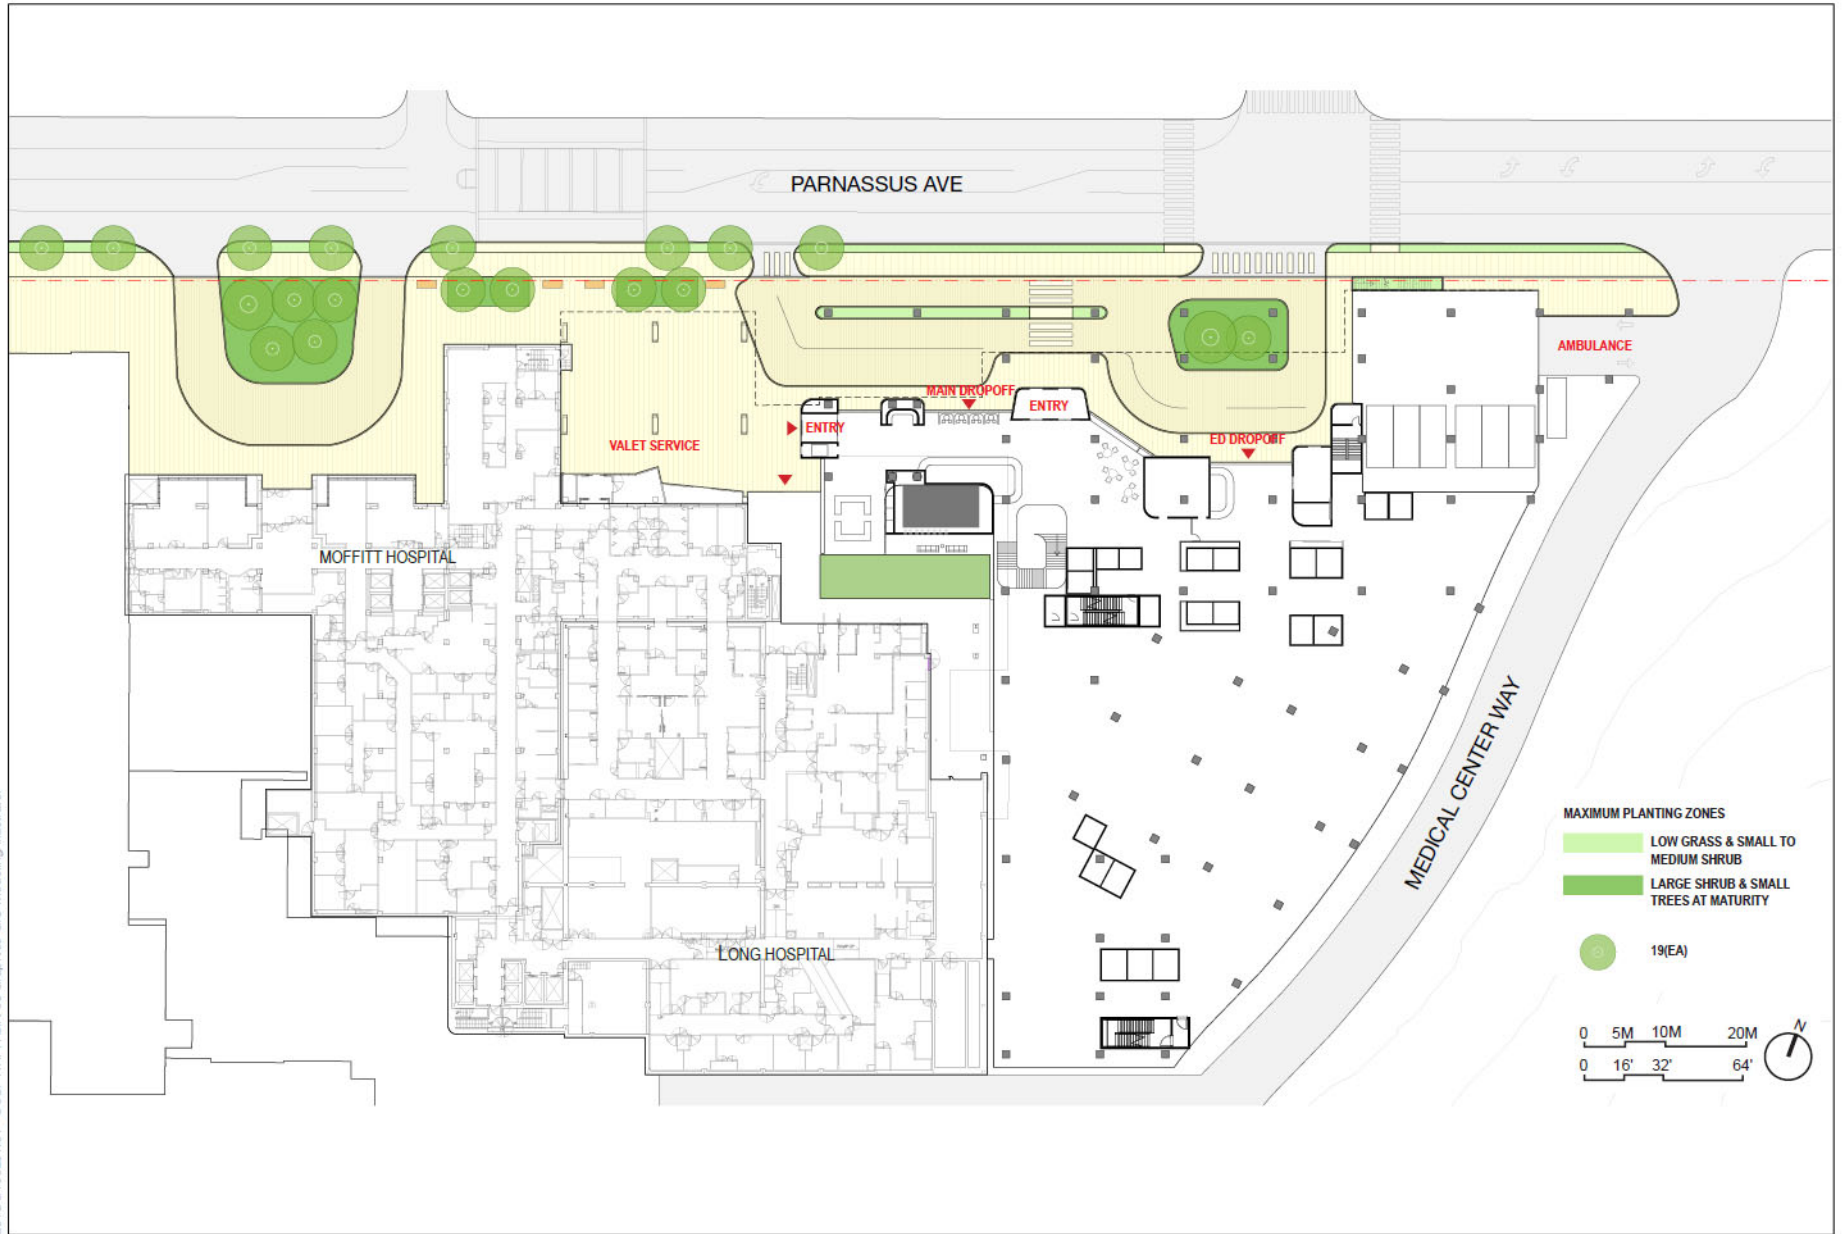 PARNASSUS AVE
AMBULANCE
MAIN DROPOFF
ENTRY
ENTRY
VALET SERVICE
ED DROPOFF
MOFFITT HOSPITAL
MEDICAL CENTER WAY
LONG HOSPITAL
MAXIMUM PLANTING ZONES
LOW GRASS & SMALL TO
MEDIUM SHRUB
LARGE SHRUB & SMALL
TREES AT MATURITY
19(EA)
0 5M 10M 20M
0 16' 32' 64'
N